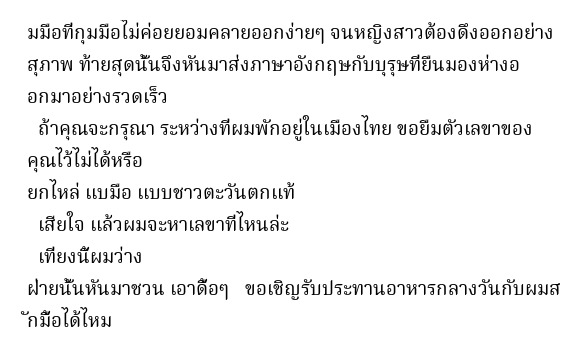 มมือที่กุมมือไม่ค่อยยอมคลายออกง่ายๆ จนหญิงสาวต้องดึงออกอย่าง
สุภาพ ท้ายสุดนั้นจึงหันมาส่งภาษาอังกฤษกับบุรุษที่ยืนมองห่างอ
อกมาอย่างรวดเร็ว
ถ้าคุณจะกรุณา ระหว่างที่ผมพักอยู่ในเมืองไทย ขอยืมตัวเลขาของ
คุณไว้ไม่ได้หรือ
ยกไหล่ แบมือ แบบชาวตะวันตกแท้
เสียใจ แล้วผมจะหาเลขาที่ไหนล่ะ
เที่ยงนี้ผมว่าง
ฝ่ายนั้นหันมาชวน เอาดื้อๆ ขอเชิญรับประทานอาหารกลางวันกับผมส
ักมื้อได้ไหม